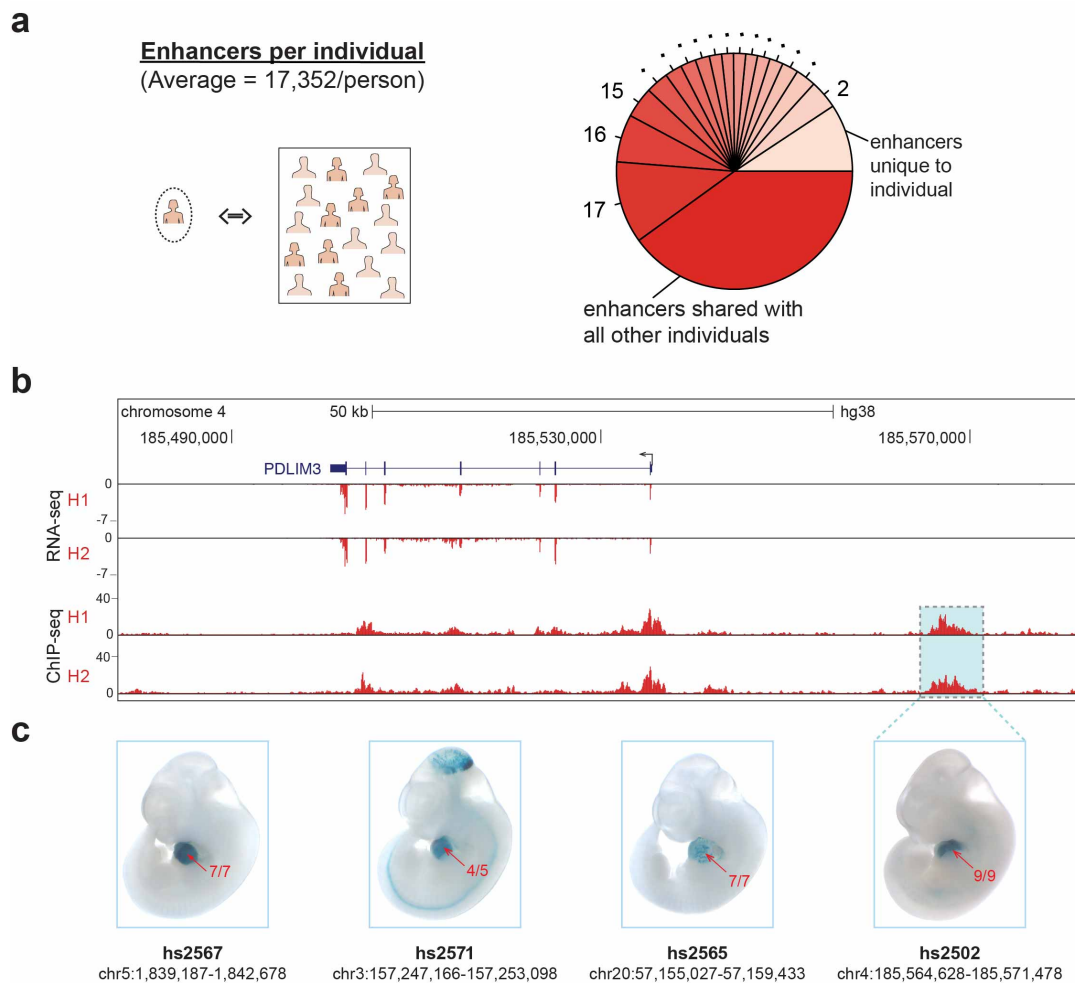 a
Enhancers per individual
(Average = 17,352/person)
15
16
17
2
enhancers
unique to
individual
enhancers shared with
all other individuals
b
chromosome 4
50 kb
hg38
185,490,000
185,530,000
185,570,000
PDLIM3
RNA-seq
0
H1
-7
0
H2
-7
ChIP-seq
40
H1
0
40
H2
0
c
7/7
4/5
7/7
9/9
hs2567
chr5:1,839,187-1,842,678
hs2571
chr3:157,247,166-157,253,098
hs2565
chr20:57,155,027-57,159,433
hs2502
chr4:185,564,628-185,571,478